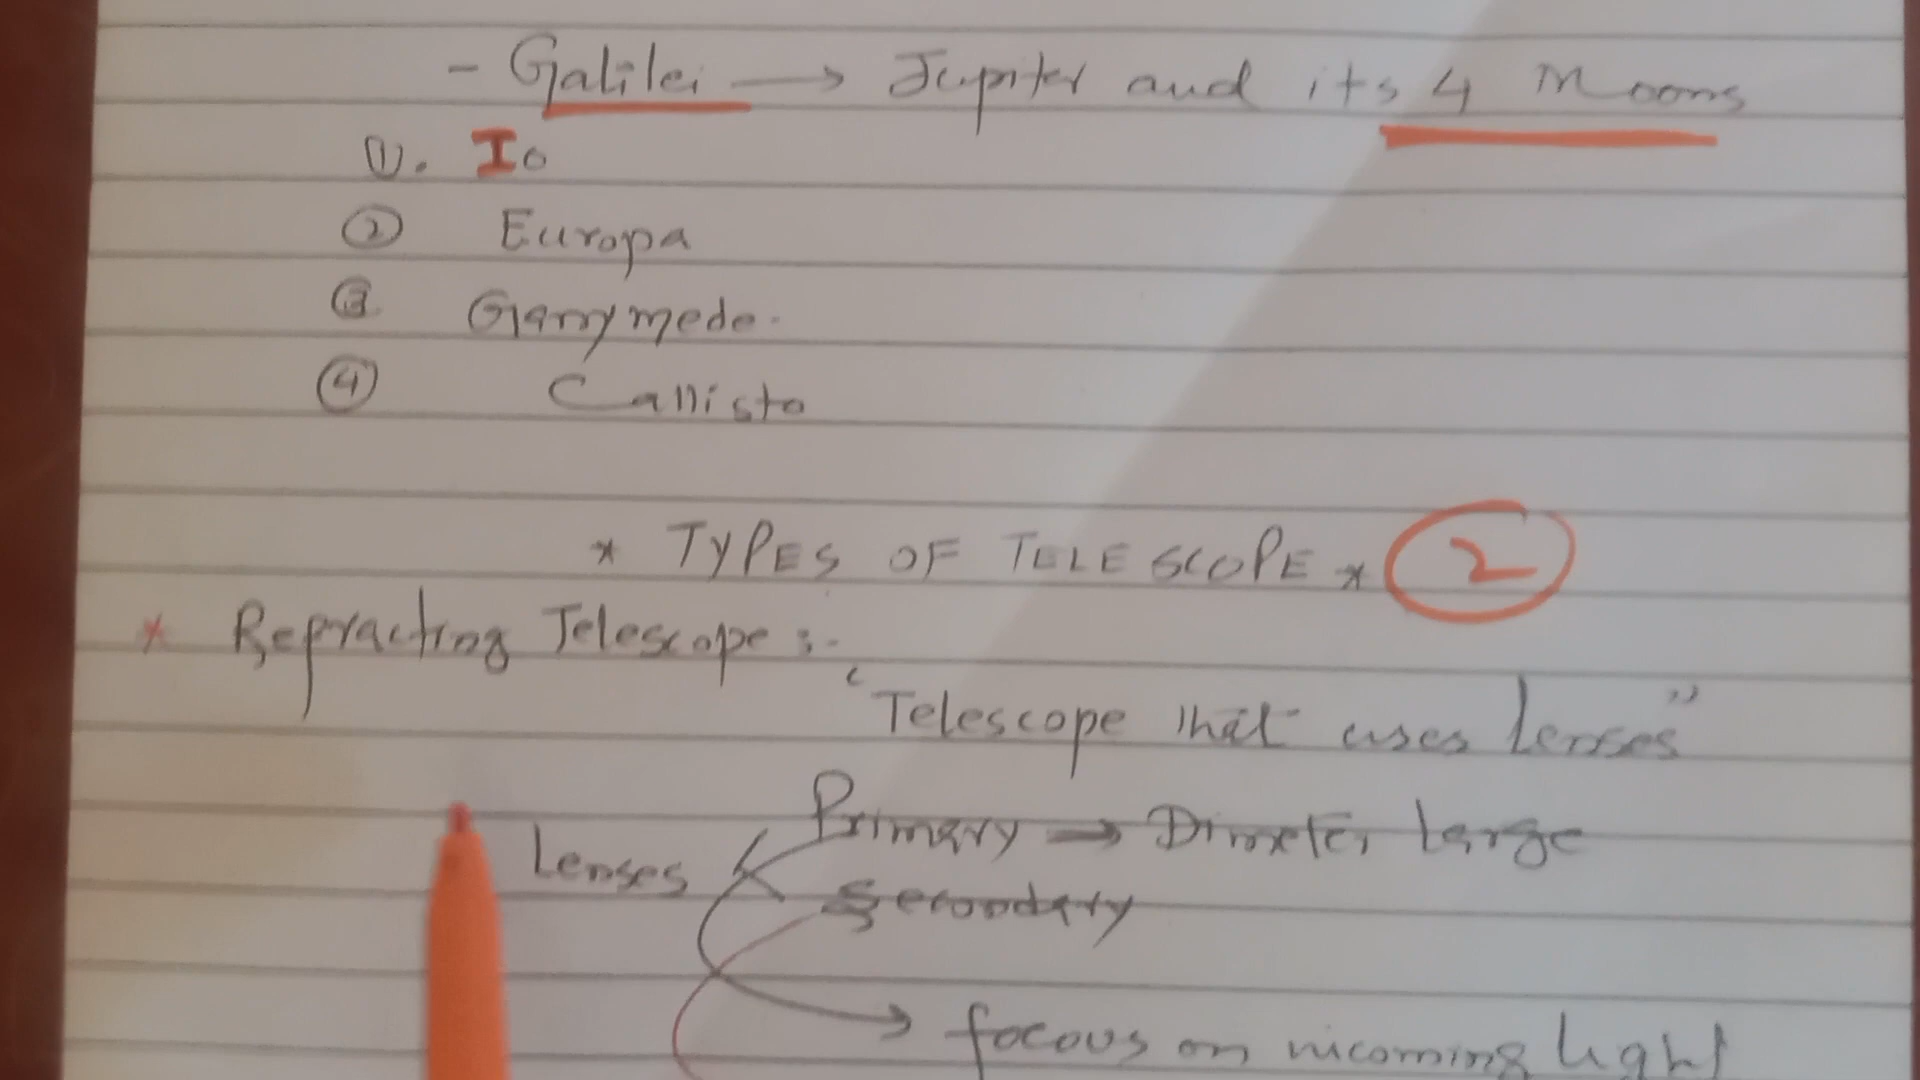 - Galilei → Jupiter and its 4 Moons
①. Io
② Europa
③ Ganymede.
④ Callisto
* TYPES OF TELESCOPE * 2
* Refracting Telescope :-
"Telescope that uses lenses"
Primary → Dimeter large
Lenses
Secondary
→ focous on incoming light